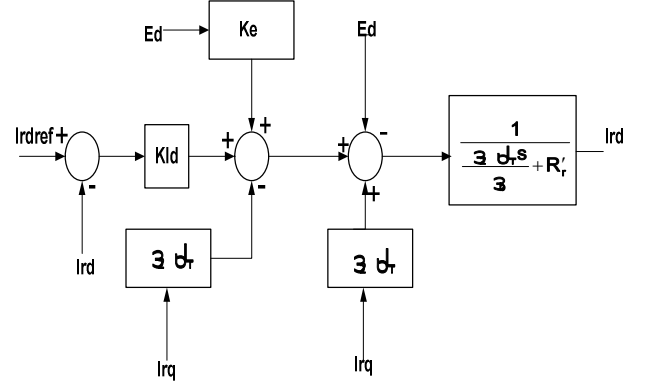 Ed
Ke
Ed
Irdref
+
-
KId
+
+
-
+
-
+
1
s
+R′r
Ird
Ird
Irq
Irq